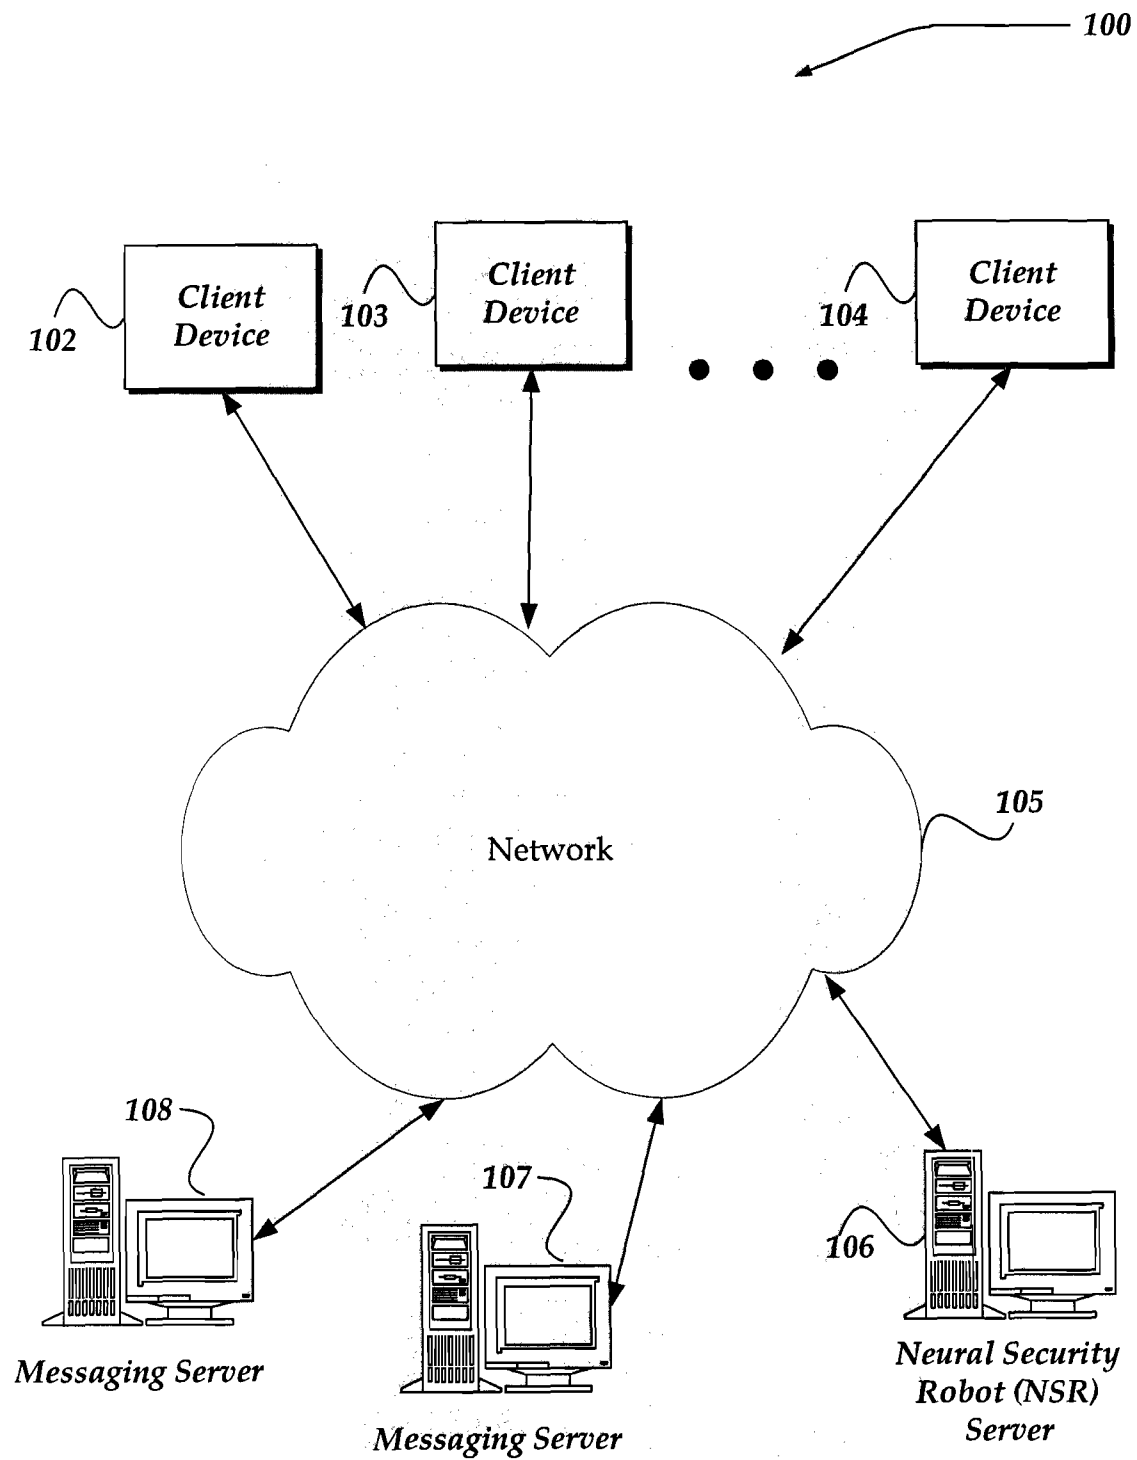 100
Client
Device
102
Client
Device
103
Client
Device
104
Network
105
108
107
106
Messaging Server
Messaging Server
Neural Security
Robot (NSR)
Server